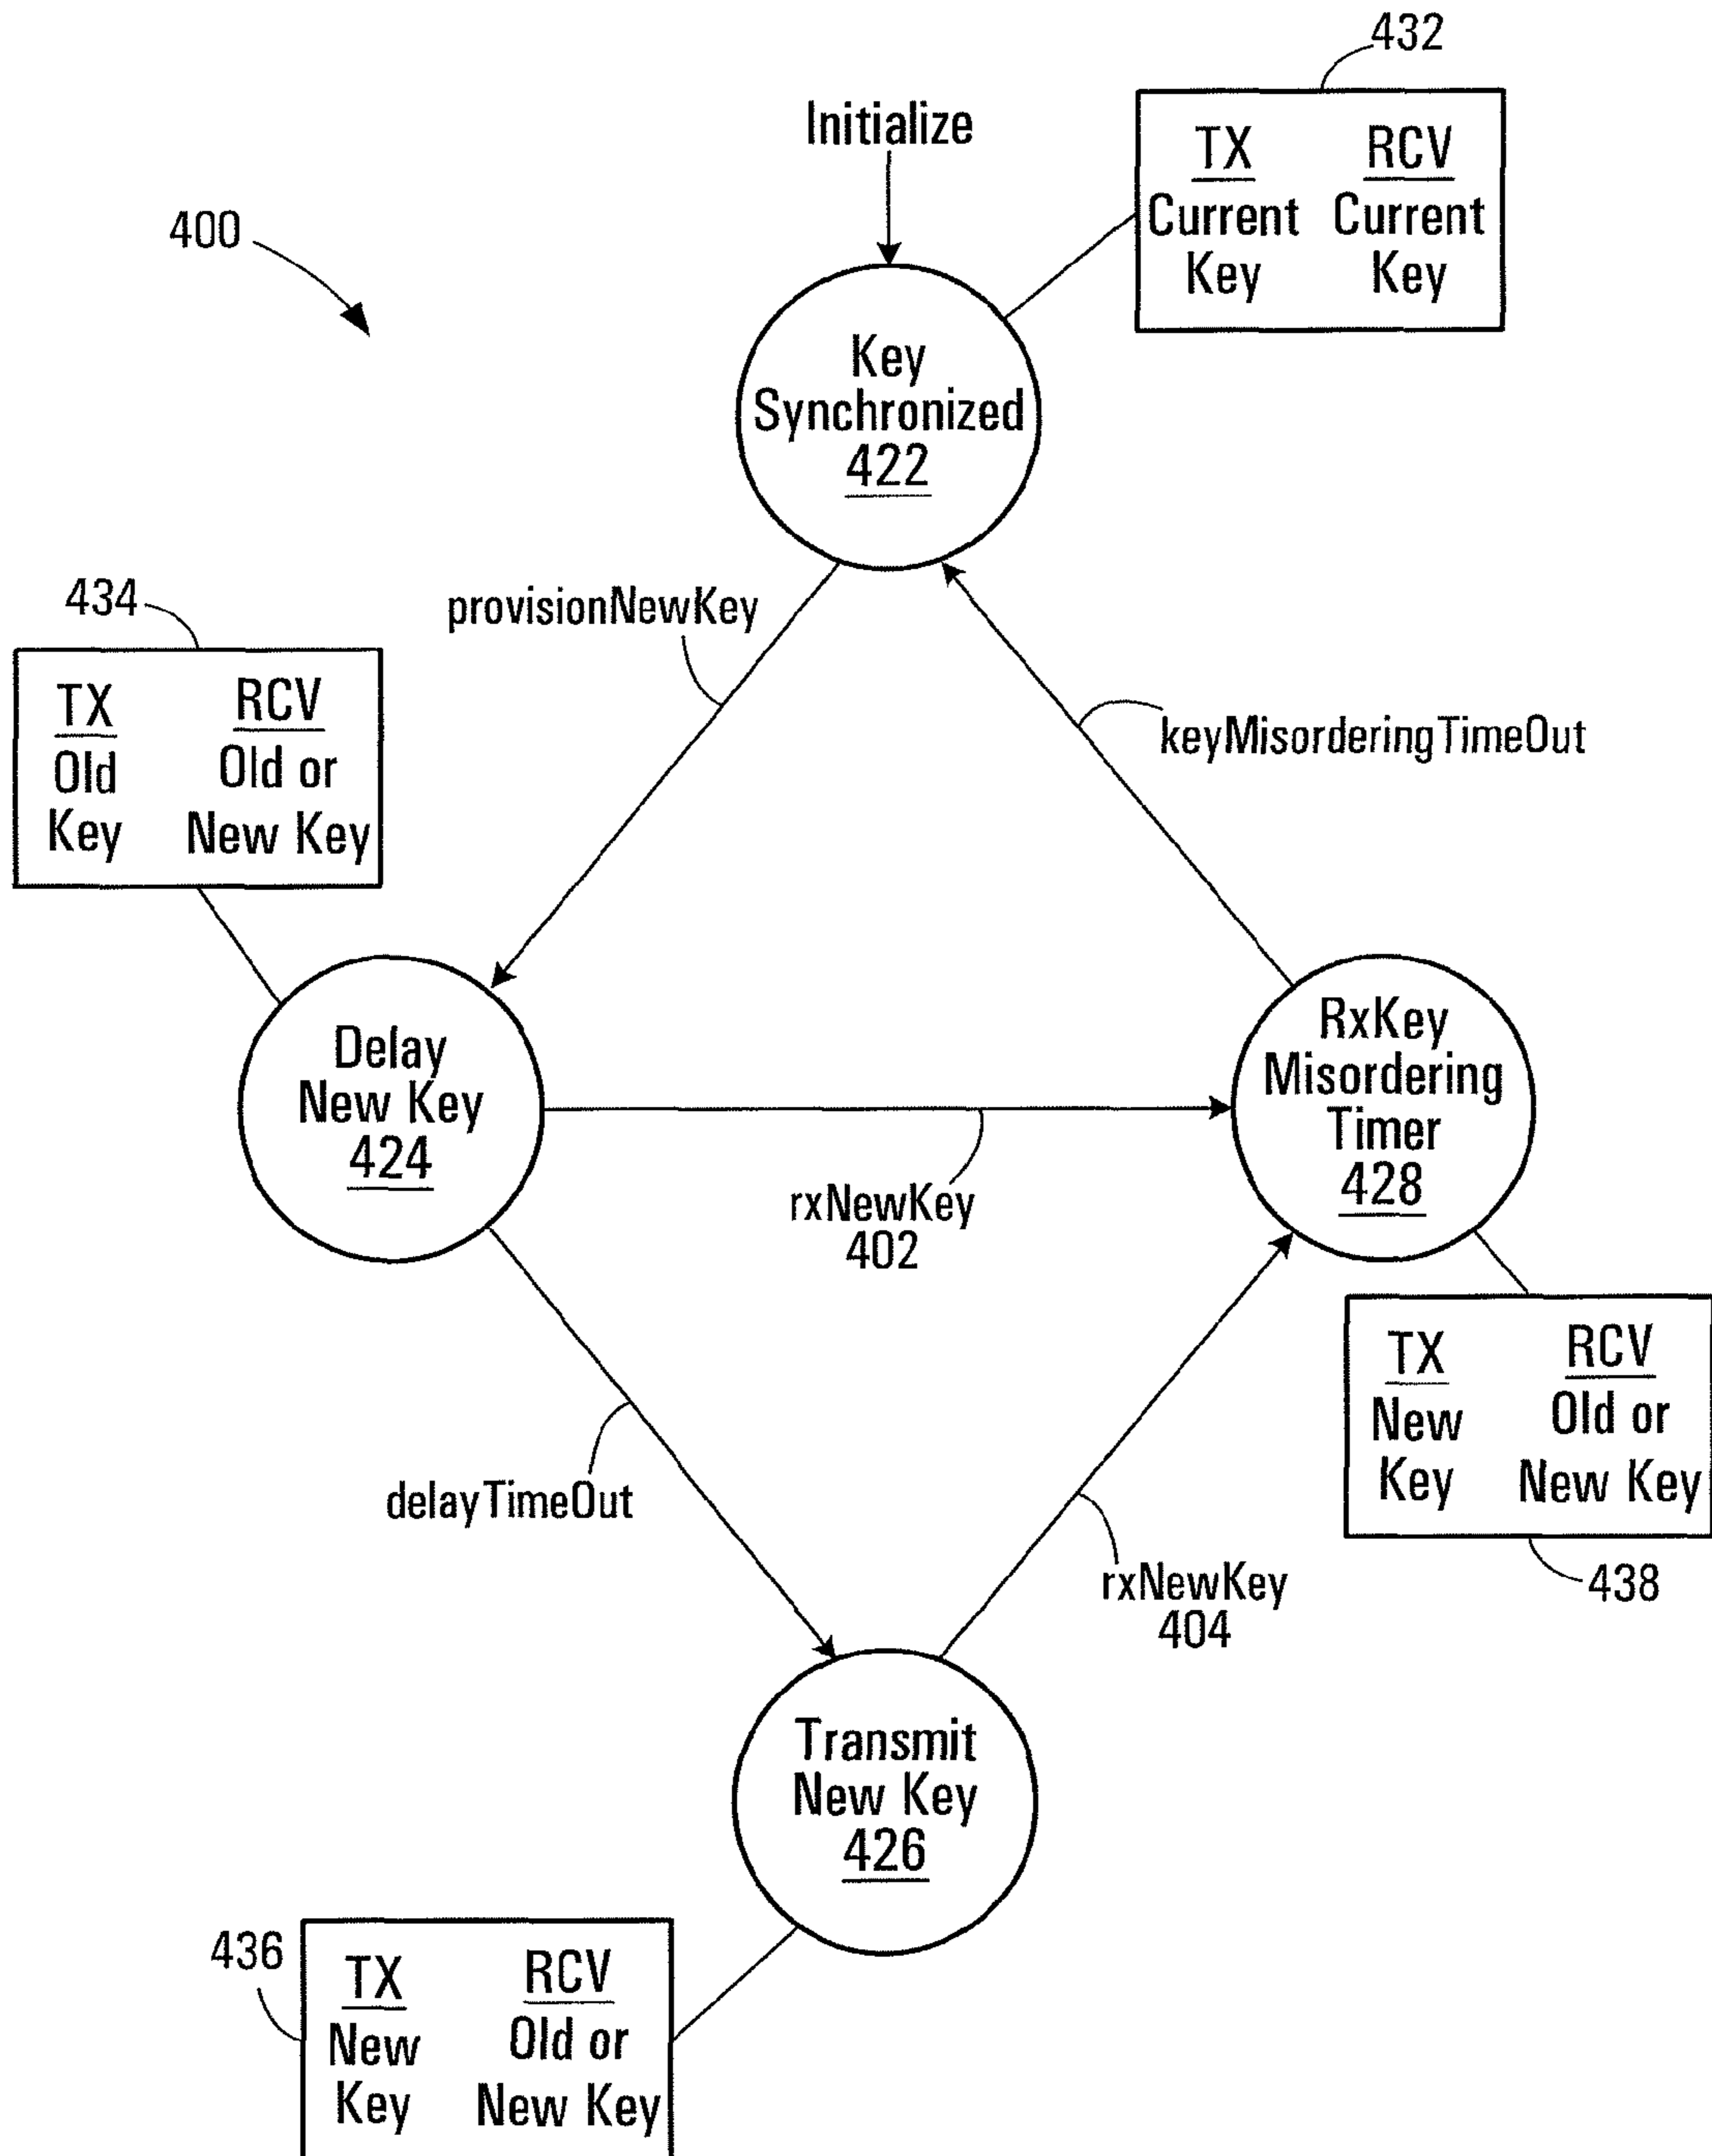 432
Initialize
TX RCV
Current Current
Key Key
400
Key
Synchronized
422
434
provisionNewKey
TX RCV
Old Old or
Key New Key
keyMisorderingTimeOut
Delay
New Key
424
RxKey
Misordering
Timer
428
rxNewKey
402
TX RCV
New Old or
Key New Key
438
delayTimeOut
rxNewKey
404
Transmit
New Key
426
436
TX RCV
New Old or
Key New Key